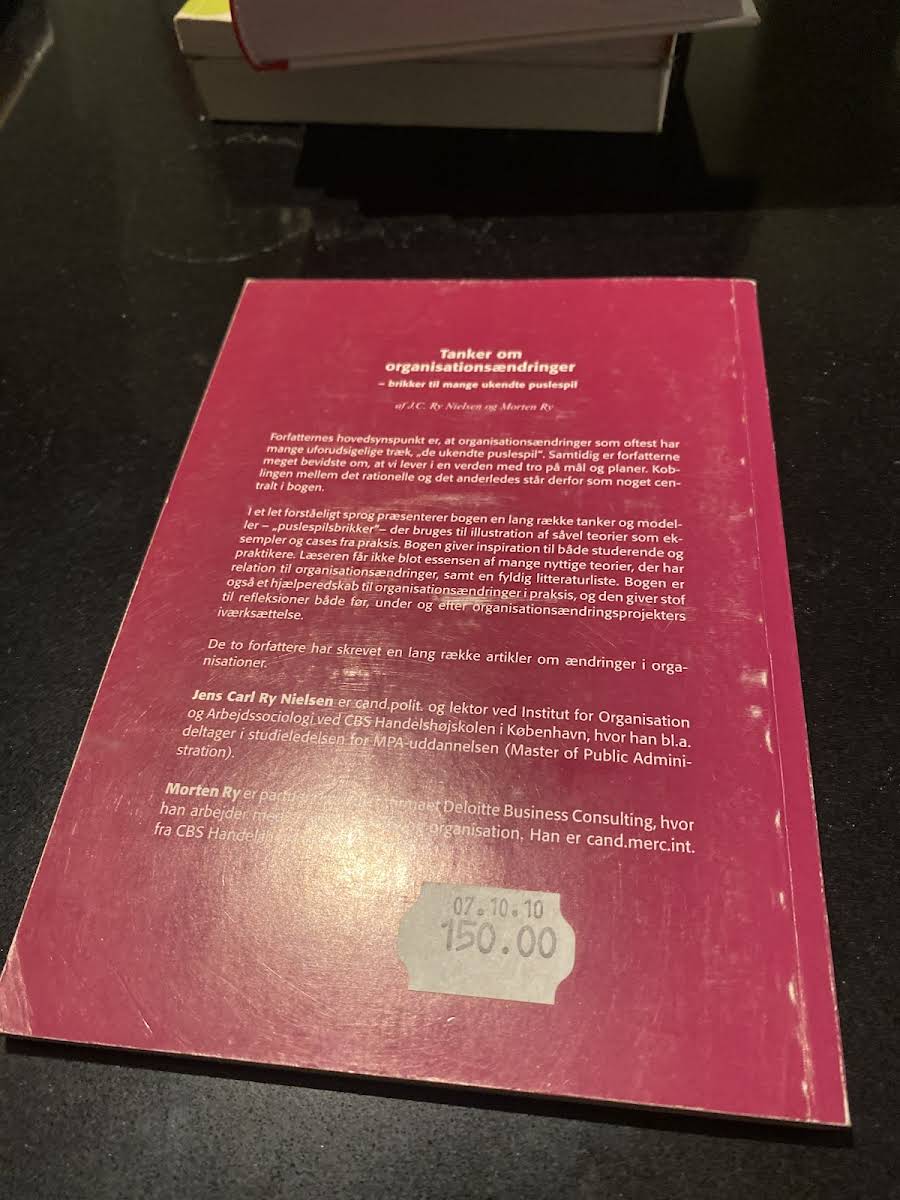 Tanker om
organisationsændringer
– brikker til mange ukendte puslespil
af J.C. Ry Nielsen og Morten Ry
Forfatternes hovedsynspunkt er, at organisationsændringer som oftest har
mange uforudsigelige træk, „de ukendte puslespil". Samtidig er forfatterne
meget bevidste om, at vi lever i en verden med tro på mål og planer. Kob-
lingen mellem det rationelle og det anderledes står derfor som noget cen-
tralt i bogen.
I et let forståeligt sprog præsenterer bogen en lang række tanker og model-
ler – „puslespilsbrikker"– der bruges til illustration af såvel teorier som ek-
sempler og cases fra praksis. Bogen giver inspiration til både studerende og
praktikere. Læseren får ikke blot essensen af mange nyttige teorier, der har
relation til organisationsændringer, samt en fyldig litteraturliste. Bogen er
også et hjælperedskab til organisationsændringer i praksis, og den giver stof
til refleksioner både før, under og efter organisationsændringsprojekters
iværksættelse.
De to forfattere har skrevet en lang række artikler om ændringer i orga-
nisationer.
Jens Carl Ry Nielsen er cand.polit. og lektor ved Institut for Organisation
og Arbejdssociologi ved CBS Handelshøjskolen i København, hvor han bl.a.
deltager i studieledelsen for MPA-uddannelsen (Master of Public Admini-
stration).
Morten Ry er Deloitte Business Consulting, hvor
han arbejder organisation. Han er cand.merc.int.
fra CBS
07.10.10
150.00